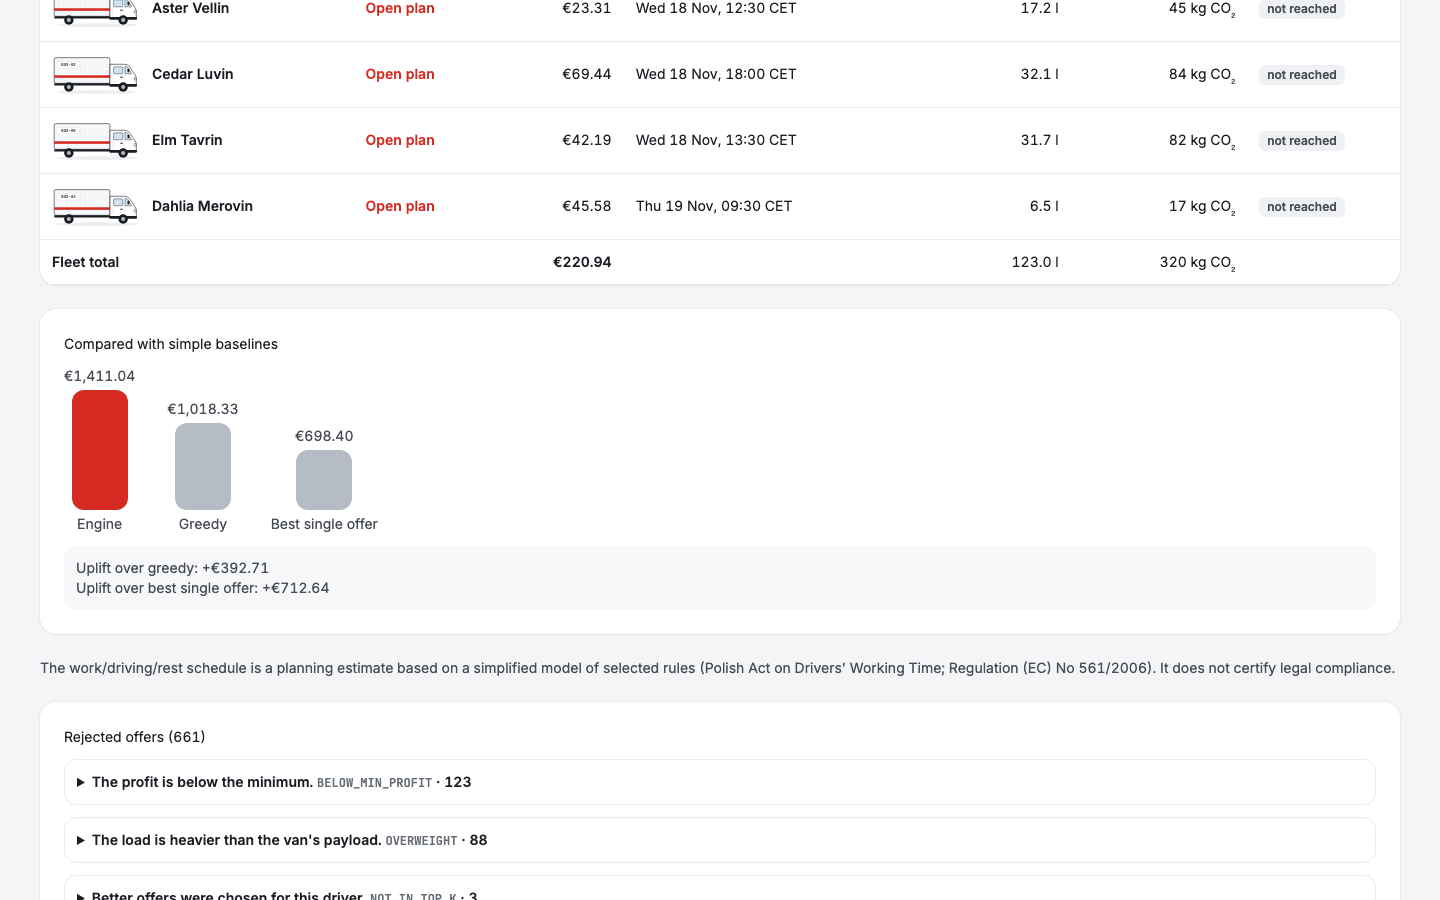 Aster Vellin Open plan €23.31 Wed 18 Nov, 12:30 CET 17.2 l 45 kg CO₂ not reached
Cedar Luvin Open plan €69.44 Wed 18 Nov, 18:00 CET 32.1 l 84 kg CO₂ not reached
Elm Tavrin Open plan €42.19 Wed 18 Nov, 13:30 CET 31.7 l 82 kg CO₂ not reached
Dahlia Merovin Open plan €45.58 Thu 19 Nov, 09:30 CET 6.5 l 17 kg CO₂ not reached
Fleet total €220.94 123.0 l 320 kg CO₂
Compared with simple baselines
€1,411.04
€1,018.33
€698.40
Engine Greedy Best single offer
Uplift over greedy: +€392.71
Uplift over best single offer: +€712.64
The work/driving/rest schedule is a planning estimate based on a simplified model of selected rules (Polish Act on Drivers' Working Time; Regulation (EC) No 561/2006). It does not certify legal compliance.
Rejected offers (661)
The profit is below the minimum. BELOW_MIN_PROFIT · 123
The load is heavier than the van's payload. OVERWEIGHT · 88
Better offers were chosen for this driver. NOT_IN_TOP_K · 3